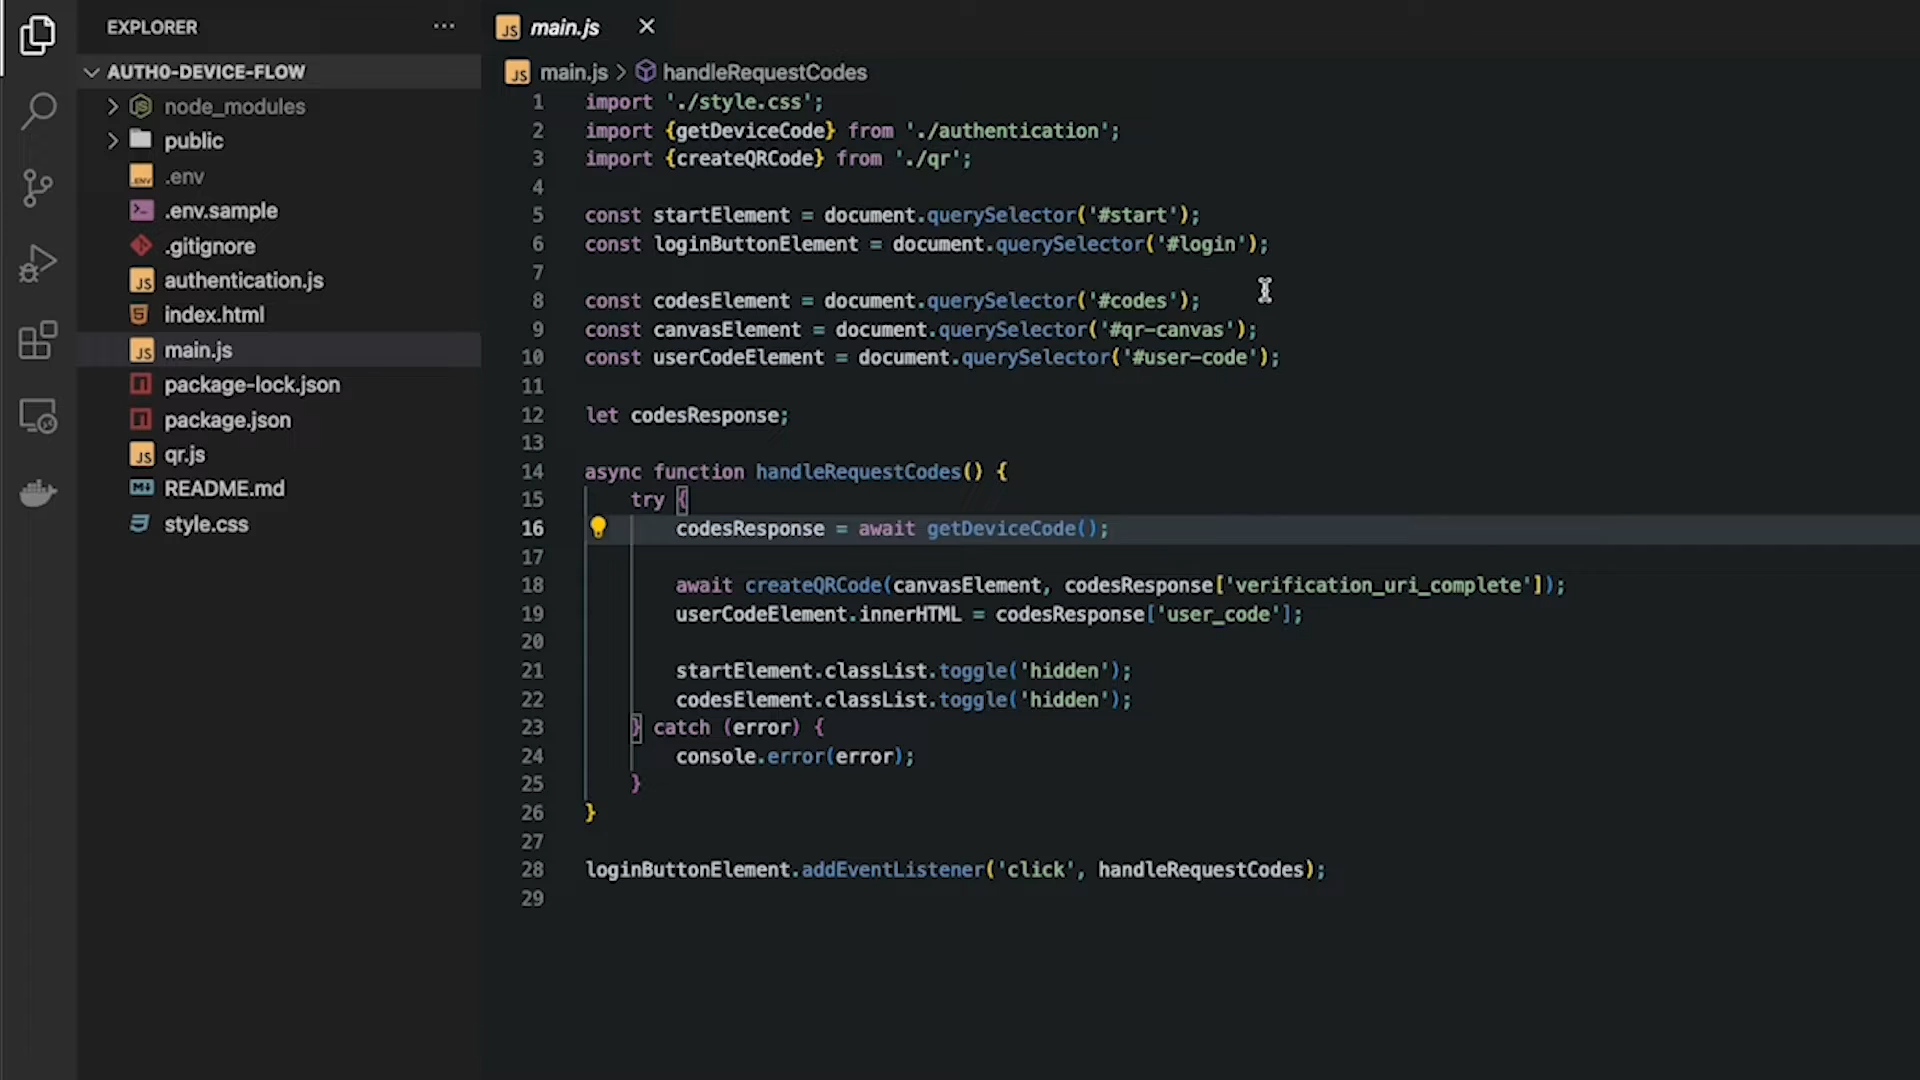 EXPLORER
AUTH0-DEVICE-FLOW
node_modules
public
.env
.env.sample
.gitignore
authentication.js
index.html
main.js
package-lock.json
package.json
qr.js
README.md
style.css
main.js
main.js > handleRequestCodes
1 import './style.css';
2 import {getDeviceCode} from './authentication';
3 import {createQRCode} from './qr';
4
5 const startElement = document.querySelector('#start');
6 const loginButtonElement = document.querySelector('#login');
7
8 const codesElement = document.querySelector('#codes');
9 const canvasElement = document.querySelector('#qr-canvas');
10 const userCodeElement = document.querySelector('#user-code');
11
12 let codesResponse;
13
14 async function handleRequestCodes() {
15 try {
16 codesResponse = await getDeviceCode();
17
18 await createQRCode(canvasElement, codesResponse['verification_uri_complete']);
19 userCodeElement.innerHTML = codesResponse['user_code'];
20
21 startElement.classList.toggle('hidden');
22 codesElement.classList.toggle('hidden');
23 } catch (error) {
24 console.error(error);
25 }
26 }
27
28 loginButtonElement.addEventListener('click', handleRequestCodes);
29